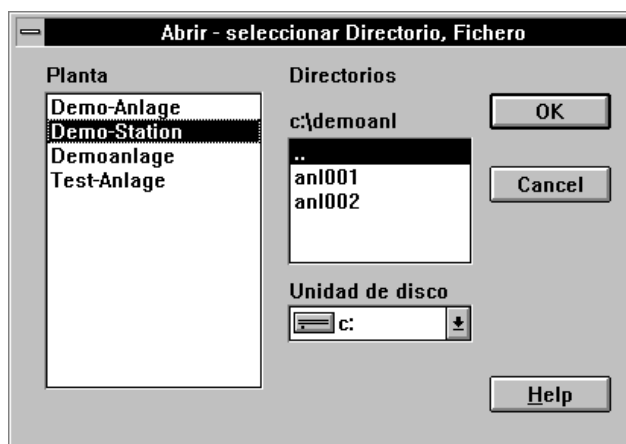 Abrir - seleccionar Directorio, Fichero
Planta
Demo-Anlage
Demo-Station
Demoanlage
Test-Anlage
Directorios
c:\demoanl
..
anl001
anl002
Unidad de disco
c:
OK
Cancel
Help